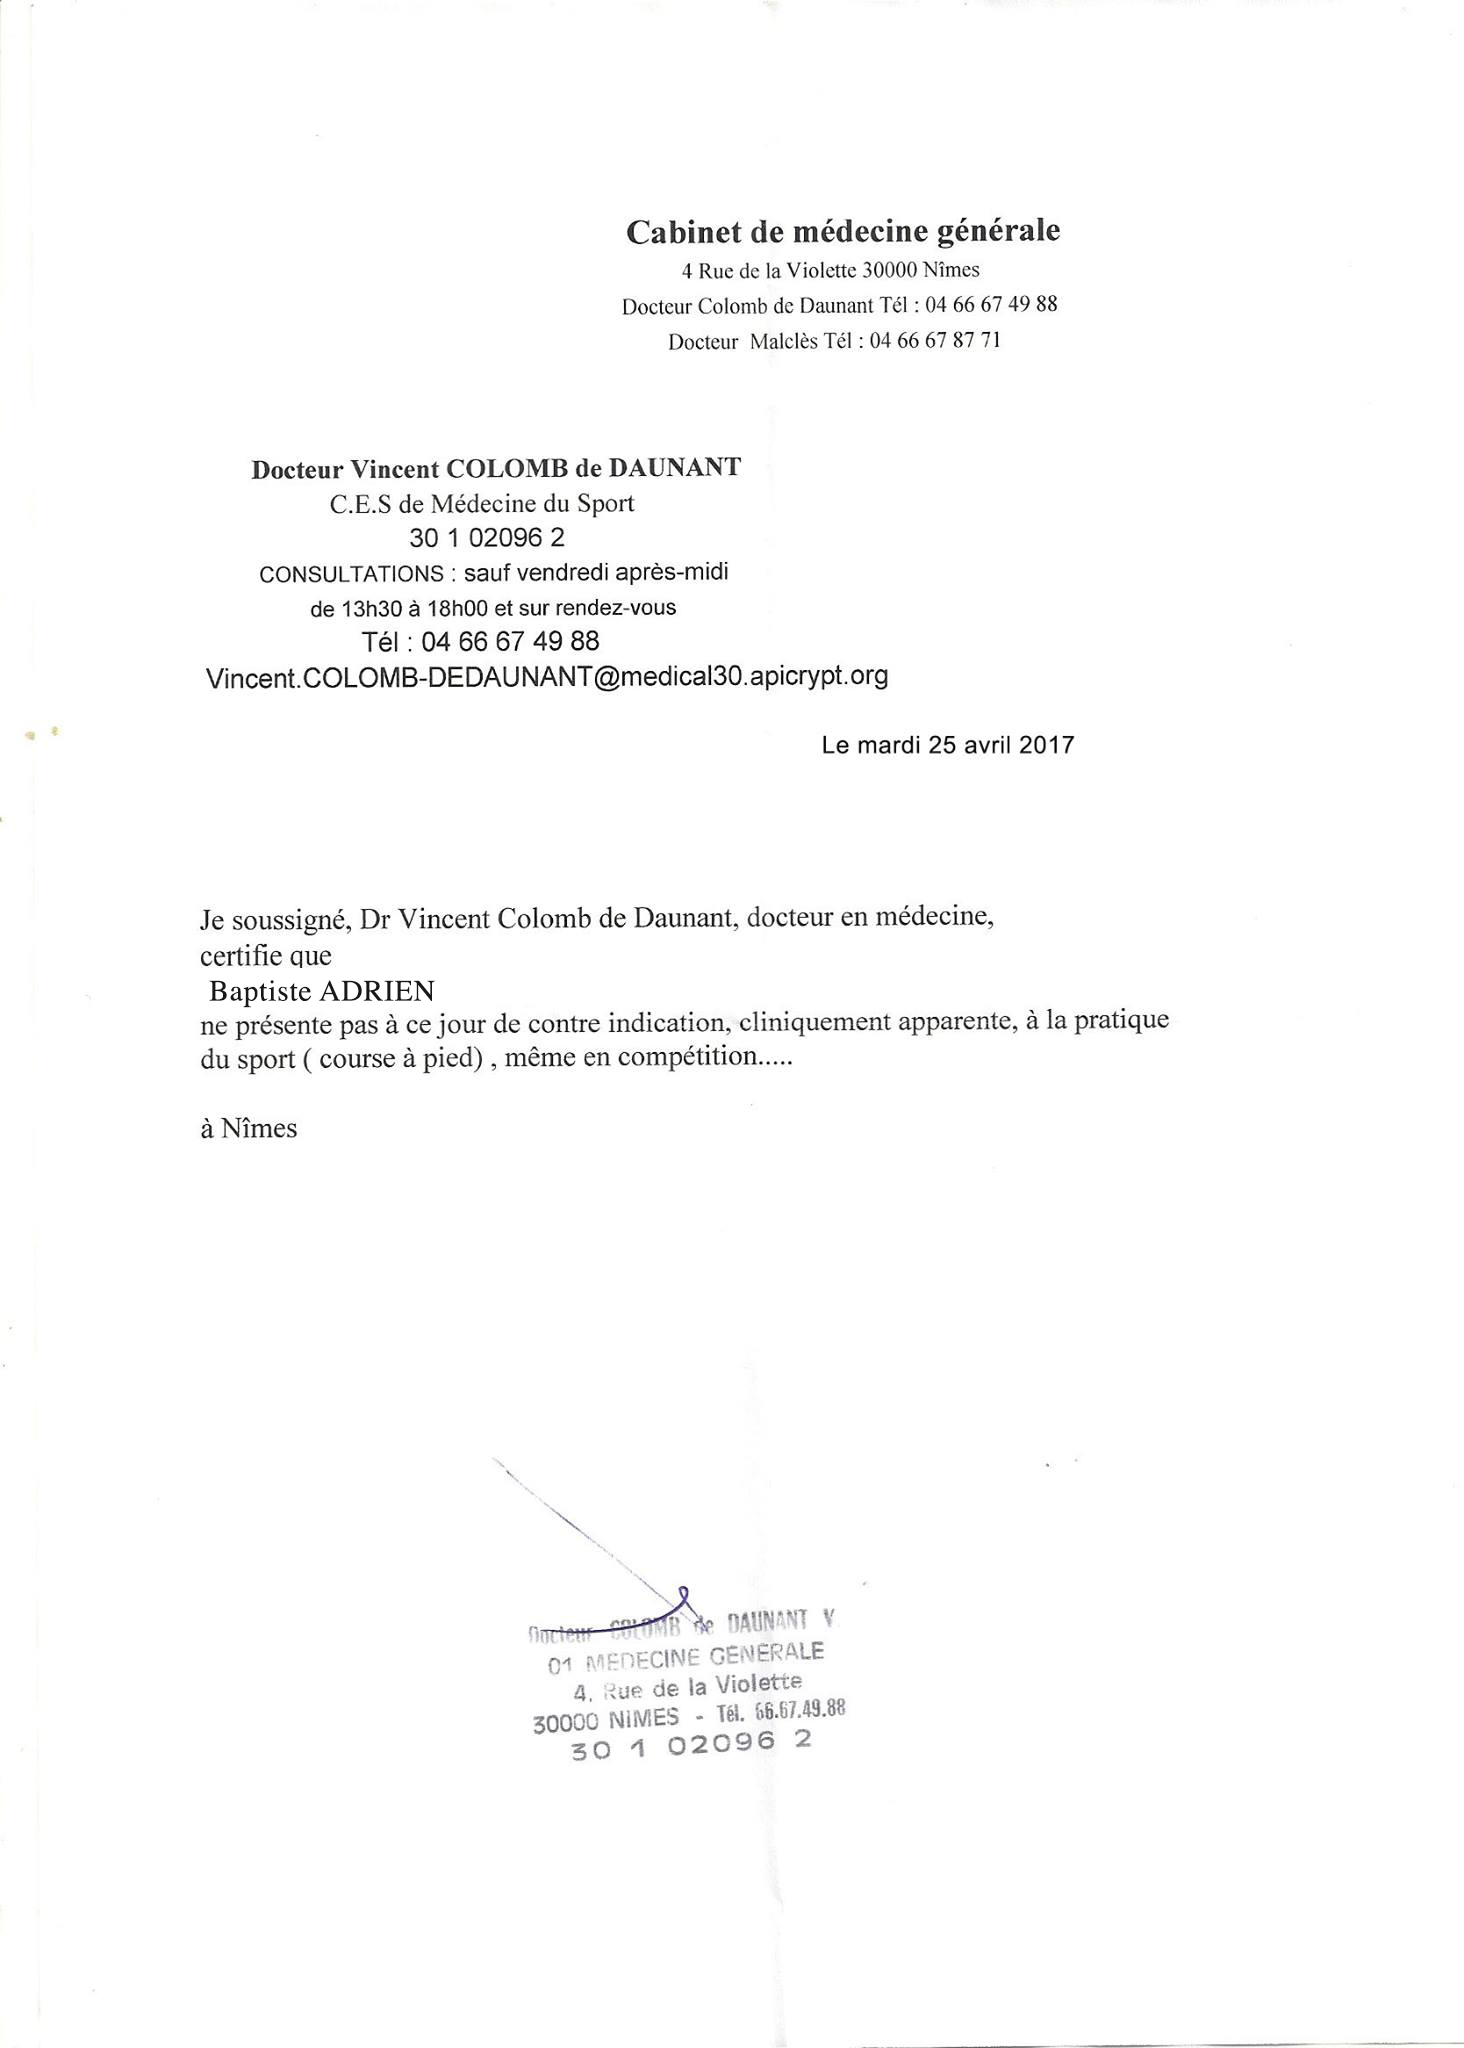 Cabinet de médecine générale
4 Rue de la Violette 30000 Nîmes
Docteur Colomb de Daunant Tél : 04 66 67 49 88
Docteur Malclès Tél : 04 66 67 87 71
Docteur Vincent COLOMB de DAUNANT
C.E.S de Médecine du Sport
30 1 02096 2
CONSULTATIONS : sauf vendredi après-midi
de 13h30 à 18h00 et sur rendez-vous
Tél : 04 66 67 49 88
Vincent.COLOMB-DEDAUNANT@medical30.apicrypt.org
Le mardi 25 avril 2017
Je soussigné, Dr Vincent Colomb de Daunant, docteur en médecine,
certifie que
Baptiste ADRIEN
ne présente pas à ce jour de contre indication, cliniquement apparente, à la pratique
du sport ( course à pied) , même en compétition.....
à Nîmes
Docteur COLOMB de DAUNANT V
01 MEDECINE GENERALE
4, Rue de la Violette
30000 NIMES - Tél. 66.67.49.88
30 1 02096 2